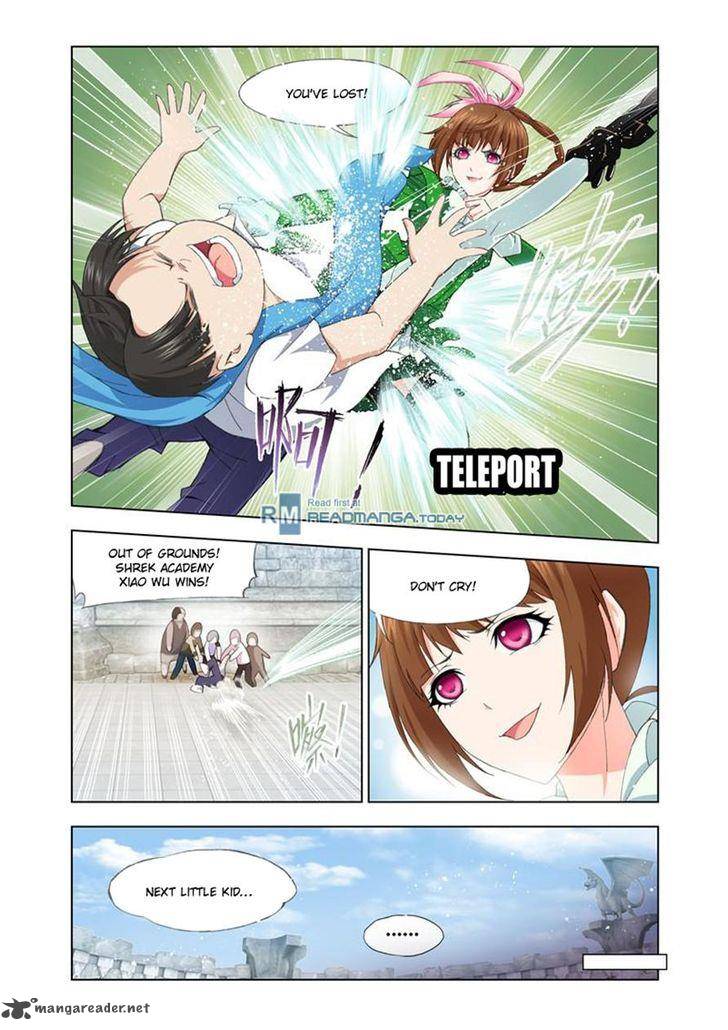 YOU'VE LOST!
TELEPORT
Read first at
RM-READMANGA.TODAY
OUT OF GROUNDS!
SHREK ACADEMY
XIAO WU WINS!
DON'T CRY!
NEXT LITTLE KID...
......
mangareader.net